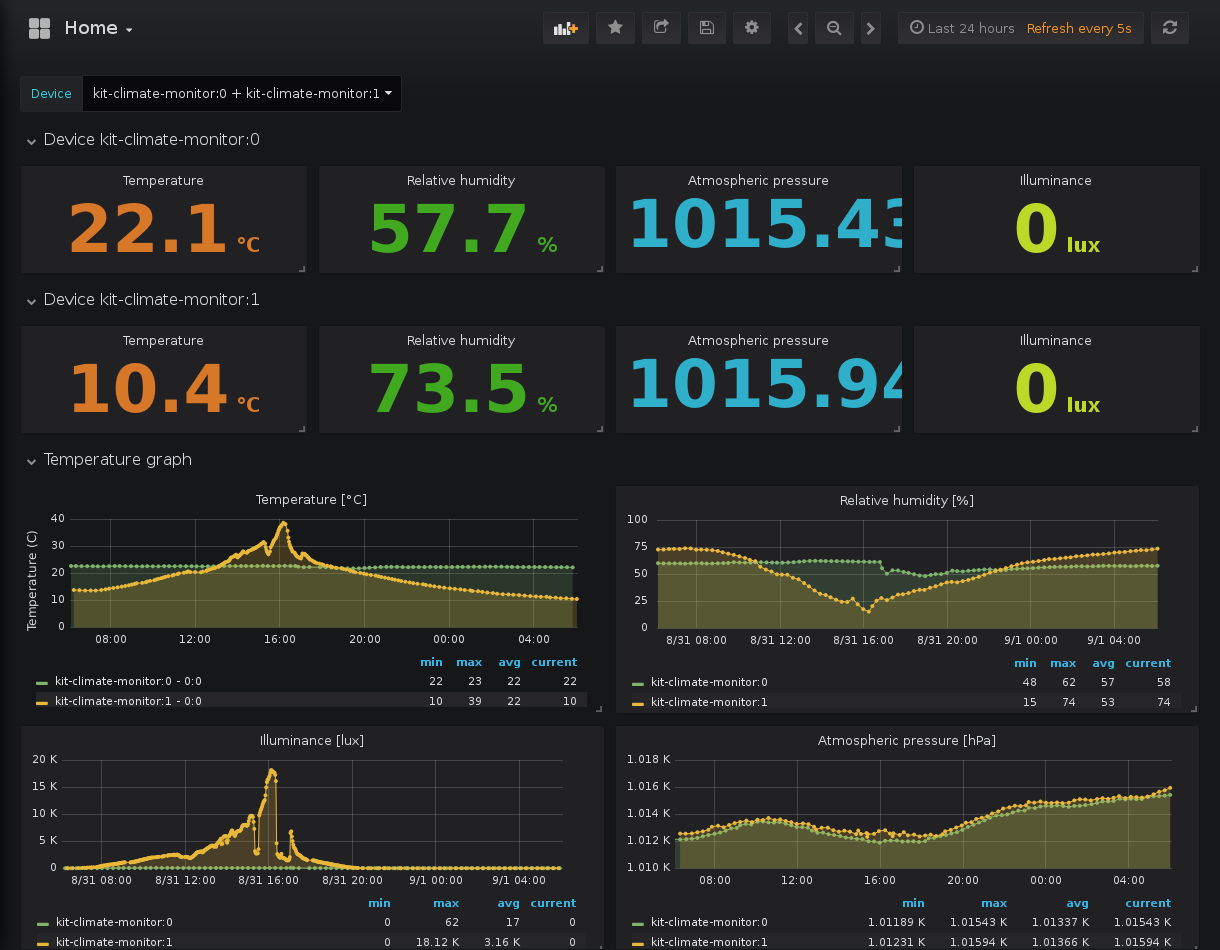 Home
Last 24 hours Refresh every 5s
Device kit-climate-monitor:0 + kit-climate-monitor:1
Device kit-climate-monitor:0
Temperature Relative humidity Atmospheric pressure Illuminance
22.1 °C 57.7 % 1015.43 0 lux
Device kit-climate-monitor:1
Temperature Relative humidity Atmospheric pressure Illuminance
10.4 °C 73.5 % 1015.94 0 lux
Temperature graph
Temperature [°C]
Temperature (C)
40
30
20
10
0
08:00 12:00 16:00 20:00 00:00 04:00
min max avg current
kit-climate-monitor:0 - 0:0 22 23 22 22
kit-climate-monitor:1 - 0:0 10 39 22 10
Relative humidity [%]
100
75
50
25
0
8/31 08:00 8/31 12:00 8/31 16:00 8/31 20:00 9/1 00:00 9/1 04:00
min max avg current
kit-climate-monitor:0 48 62 57 58
kit-climate-monitor:1 15 74 53 74
Illuminance [lux]
20 K
15 K
10 K
5 K
0
8/31 08:00 8/31 12:00 8/31 16:00 8/31 20:00 9/1 00:00 9/1 04:00
min max avg current
kit-climate-monitor:0 0 62 17 0
kit-climate-monitor:1 0 18.12 K 3.16 K 0
Atmospheric pressure [hPa]
1.018 K
1.016 K
1.014 K
1.012 K
1.010 K
08:00 12:00 16:00 20:00 00:00 04:00
min max avg current
kit-climate-monitor:0 1.01189 K 1.01543 K 1.01337 K 1.01543 K
kit-climate-monitor:1 1.01231 K 1.01594 K 1.01366 K 1.01594 K